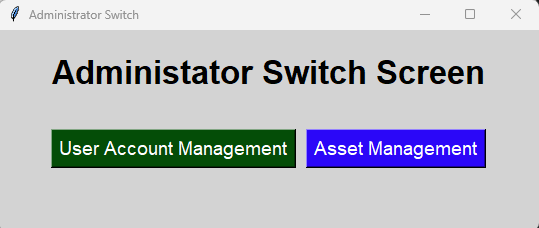 Administrator Switch
Administator Switch Screen
User Account Management Asset Management